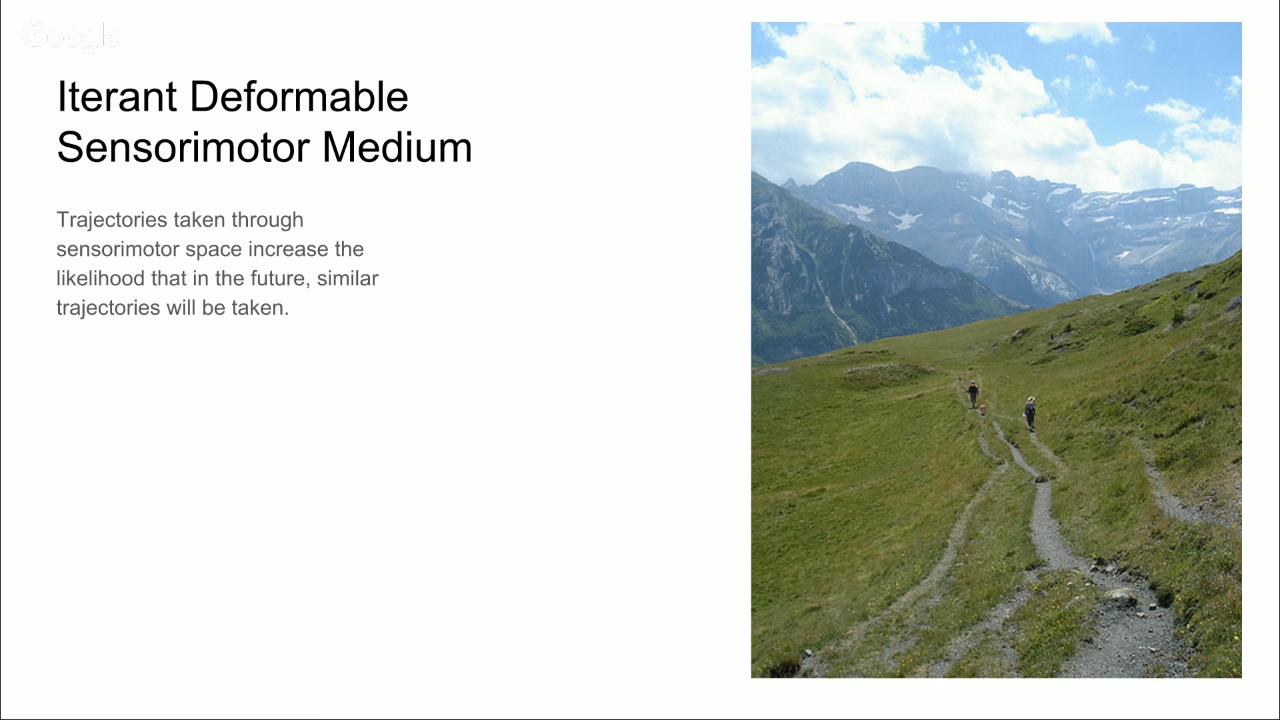 Google
Iterant Deformable
Sensorimotor Medium
Trajectories taken through
sensorimotor space increase the
likelihood that in the future, similar
trajectories will be taken.